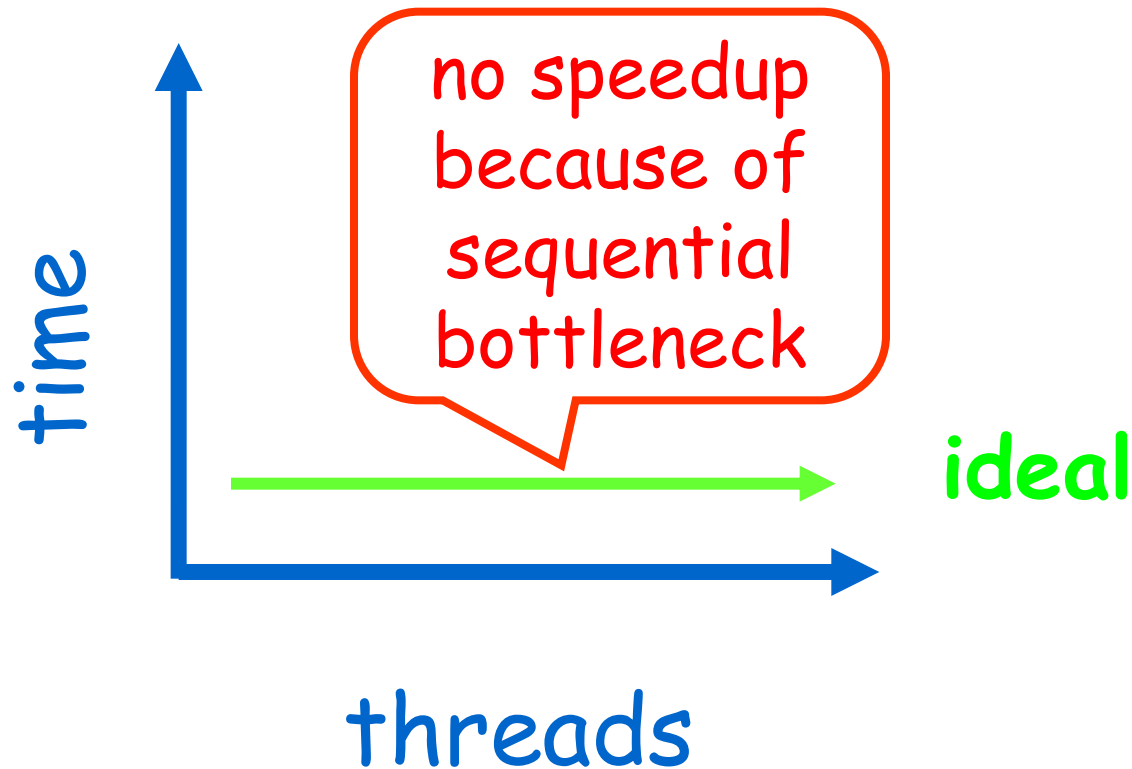 no speedup
because of
sequential
bottleneck
time
ideal
threads